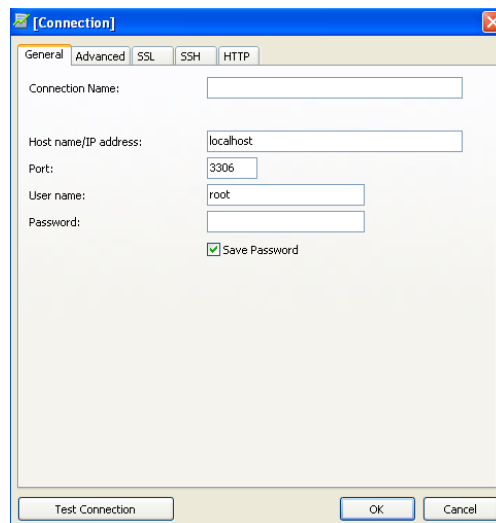 [Connection]
General Advanced SSL SSH HTTP
Connection Name:
Host name/IP address: localhost
Port: 3306
User name: root
Password:
Save Password
Test Connection OK Cancel